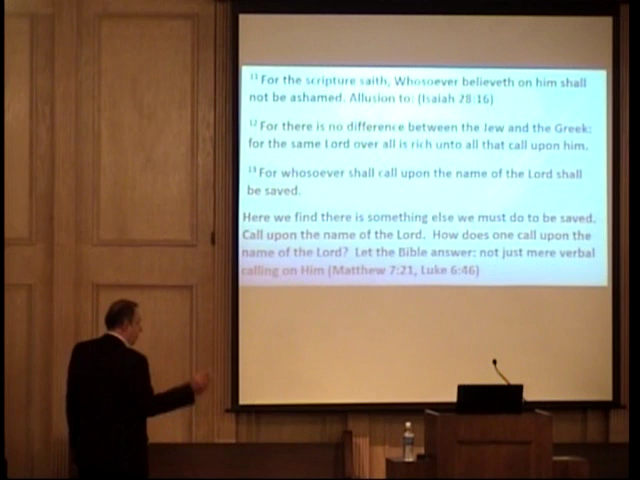 11 For the scripture saith, Whosoever believeth on him shall
not be ashamed. Allusion to: (Isaiah 28:16)
12 For there is no difference between the Jew and the Greek:
for the same Lord over all is rich unto all that call upon him.
13 For whosoever shall call upon the name of the Lord shall
be saved.
Here we find there is something else we must do to be saved.
Call upon the name of the Lord. How does one call upon the
name of the Lord? Let the Bible answer: not just mere verbal
calling on Him (Matthew 7:21, Luke 6:46)